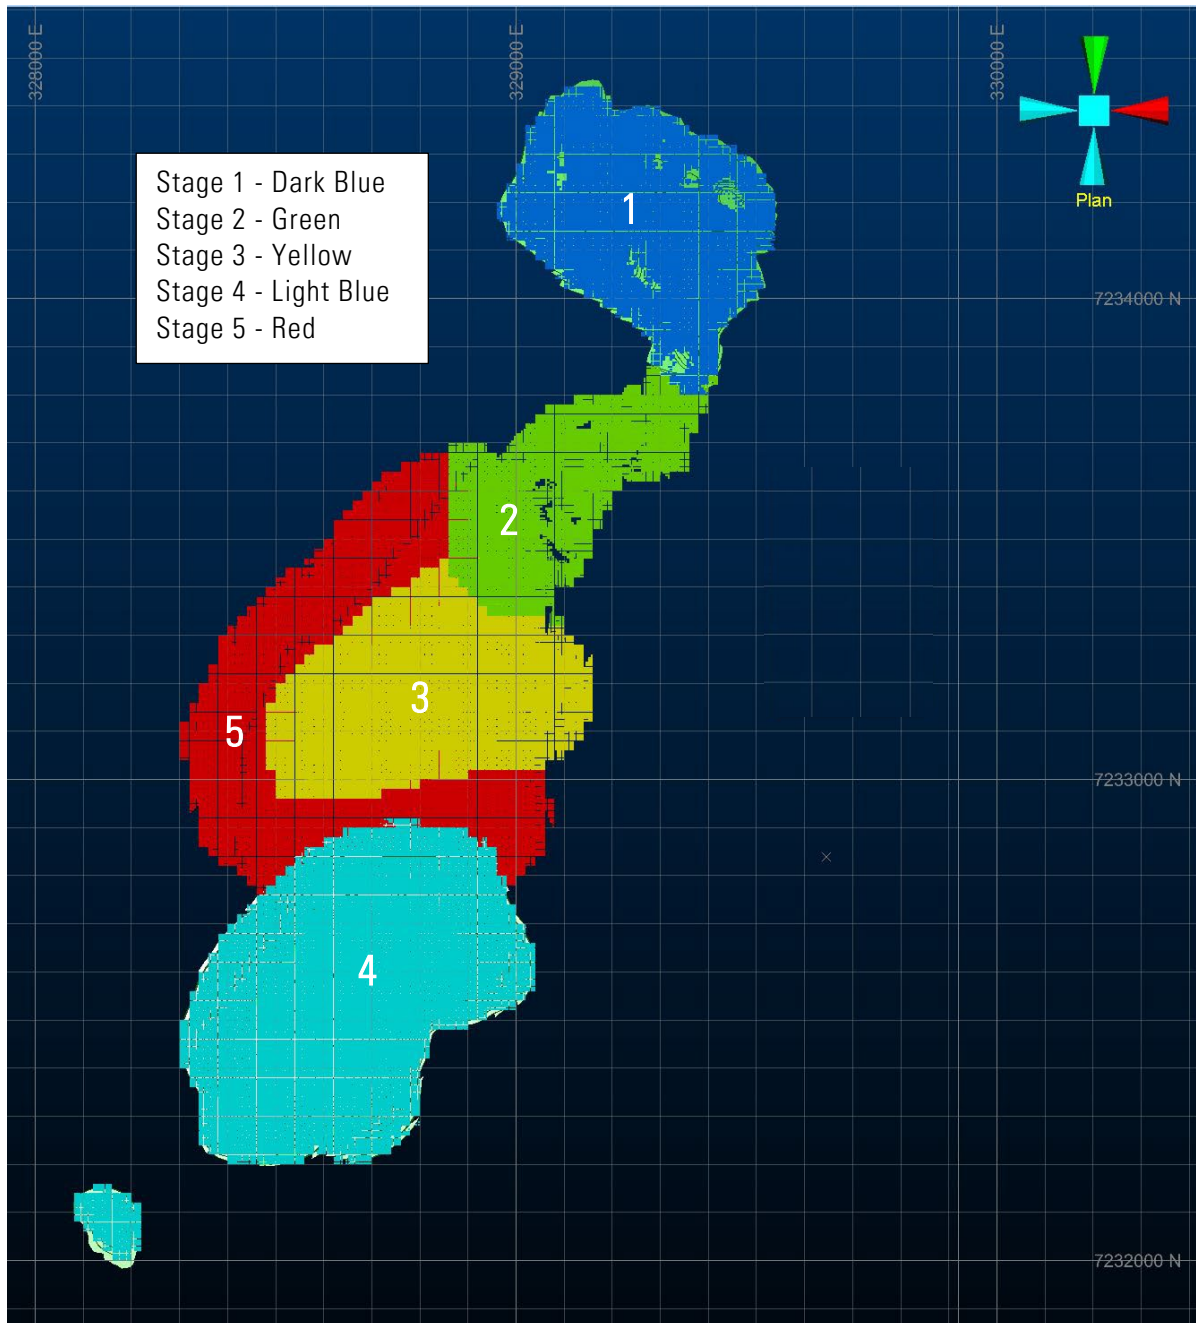 328000 E
329000 E
330000 E
Plan
Stage 1 - Dark Blue
Stage 2 - Green
Stage 3 - Yellow
Stage 4 - Light Blue
Stage 5 - Red
1
7234000 N
2
3
5
7233000 N
4
7232000 N